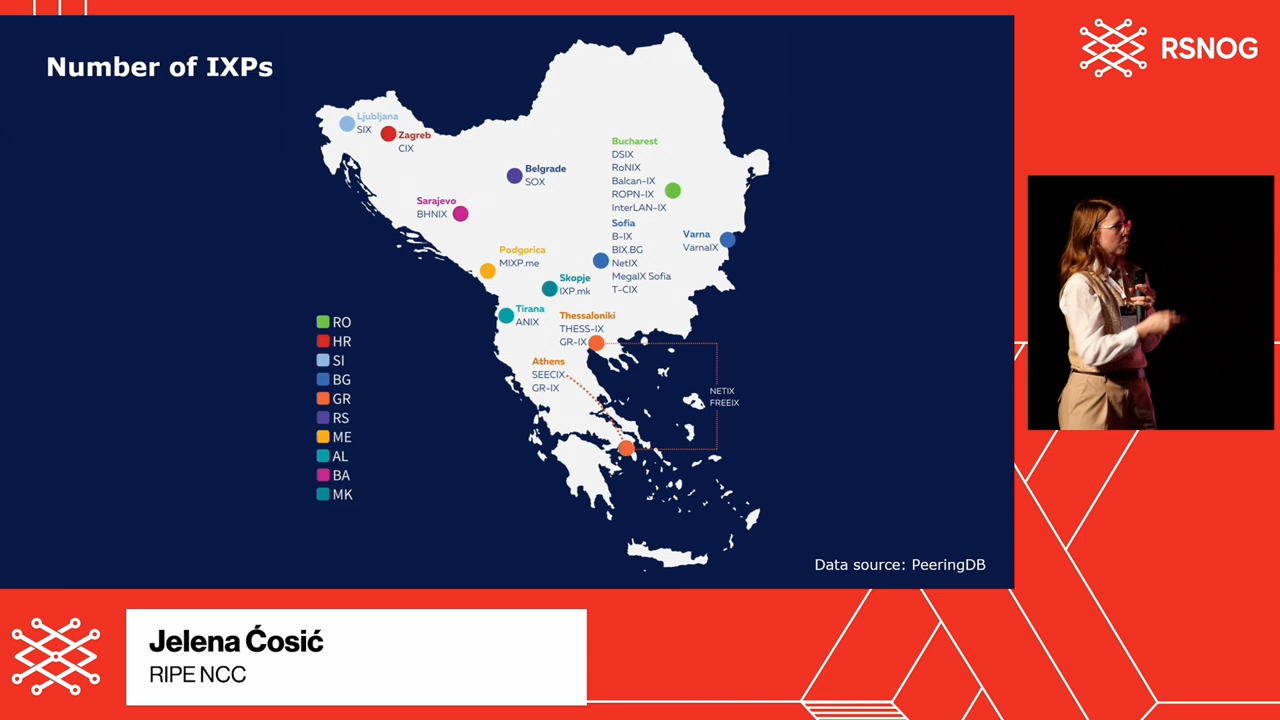 Number of IXPs
RSNOG
Ljubljana
SIX
Zagreb
CIX
Belgrade
SOX
Bucharest
DSIX
RoNIX
Balcan-IX
ROPN-IX
InterLAN-IX
Sarajevo
BHNIX
Sofia
B-IX
BIX.BG
NetIX
MegaIX Sofia
T-CIX
Varna
VarnaIX
Podgorica
MIXP.me
Skopje
IXP.mk
Tirana
ANIX
Thessaloniki
THESS-IX
GR-IX
Athens
SEECIX
GR-IX
NETIX
FREEIX
RO
HR
SI
BG
GR
RS
ME
AL
BA
MK
Data source: PeeringDB
Jelena Ćosić
RIPE NCC